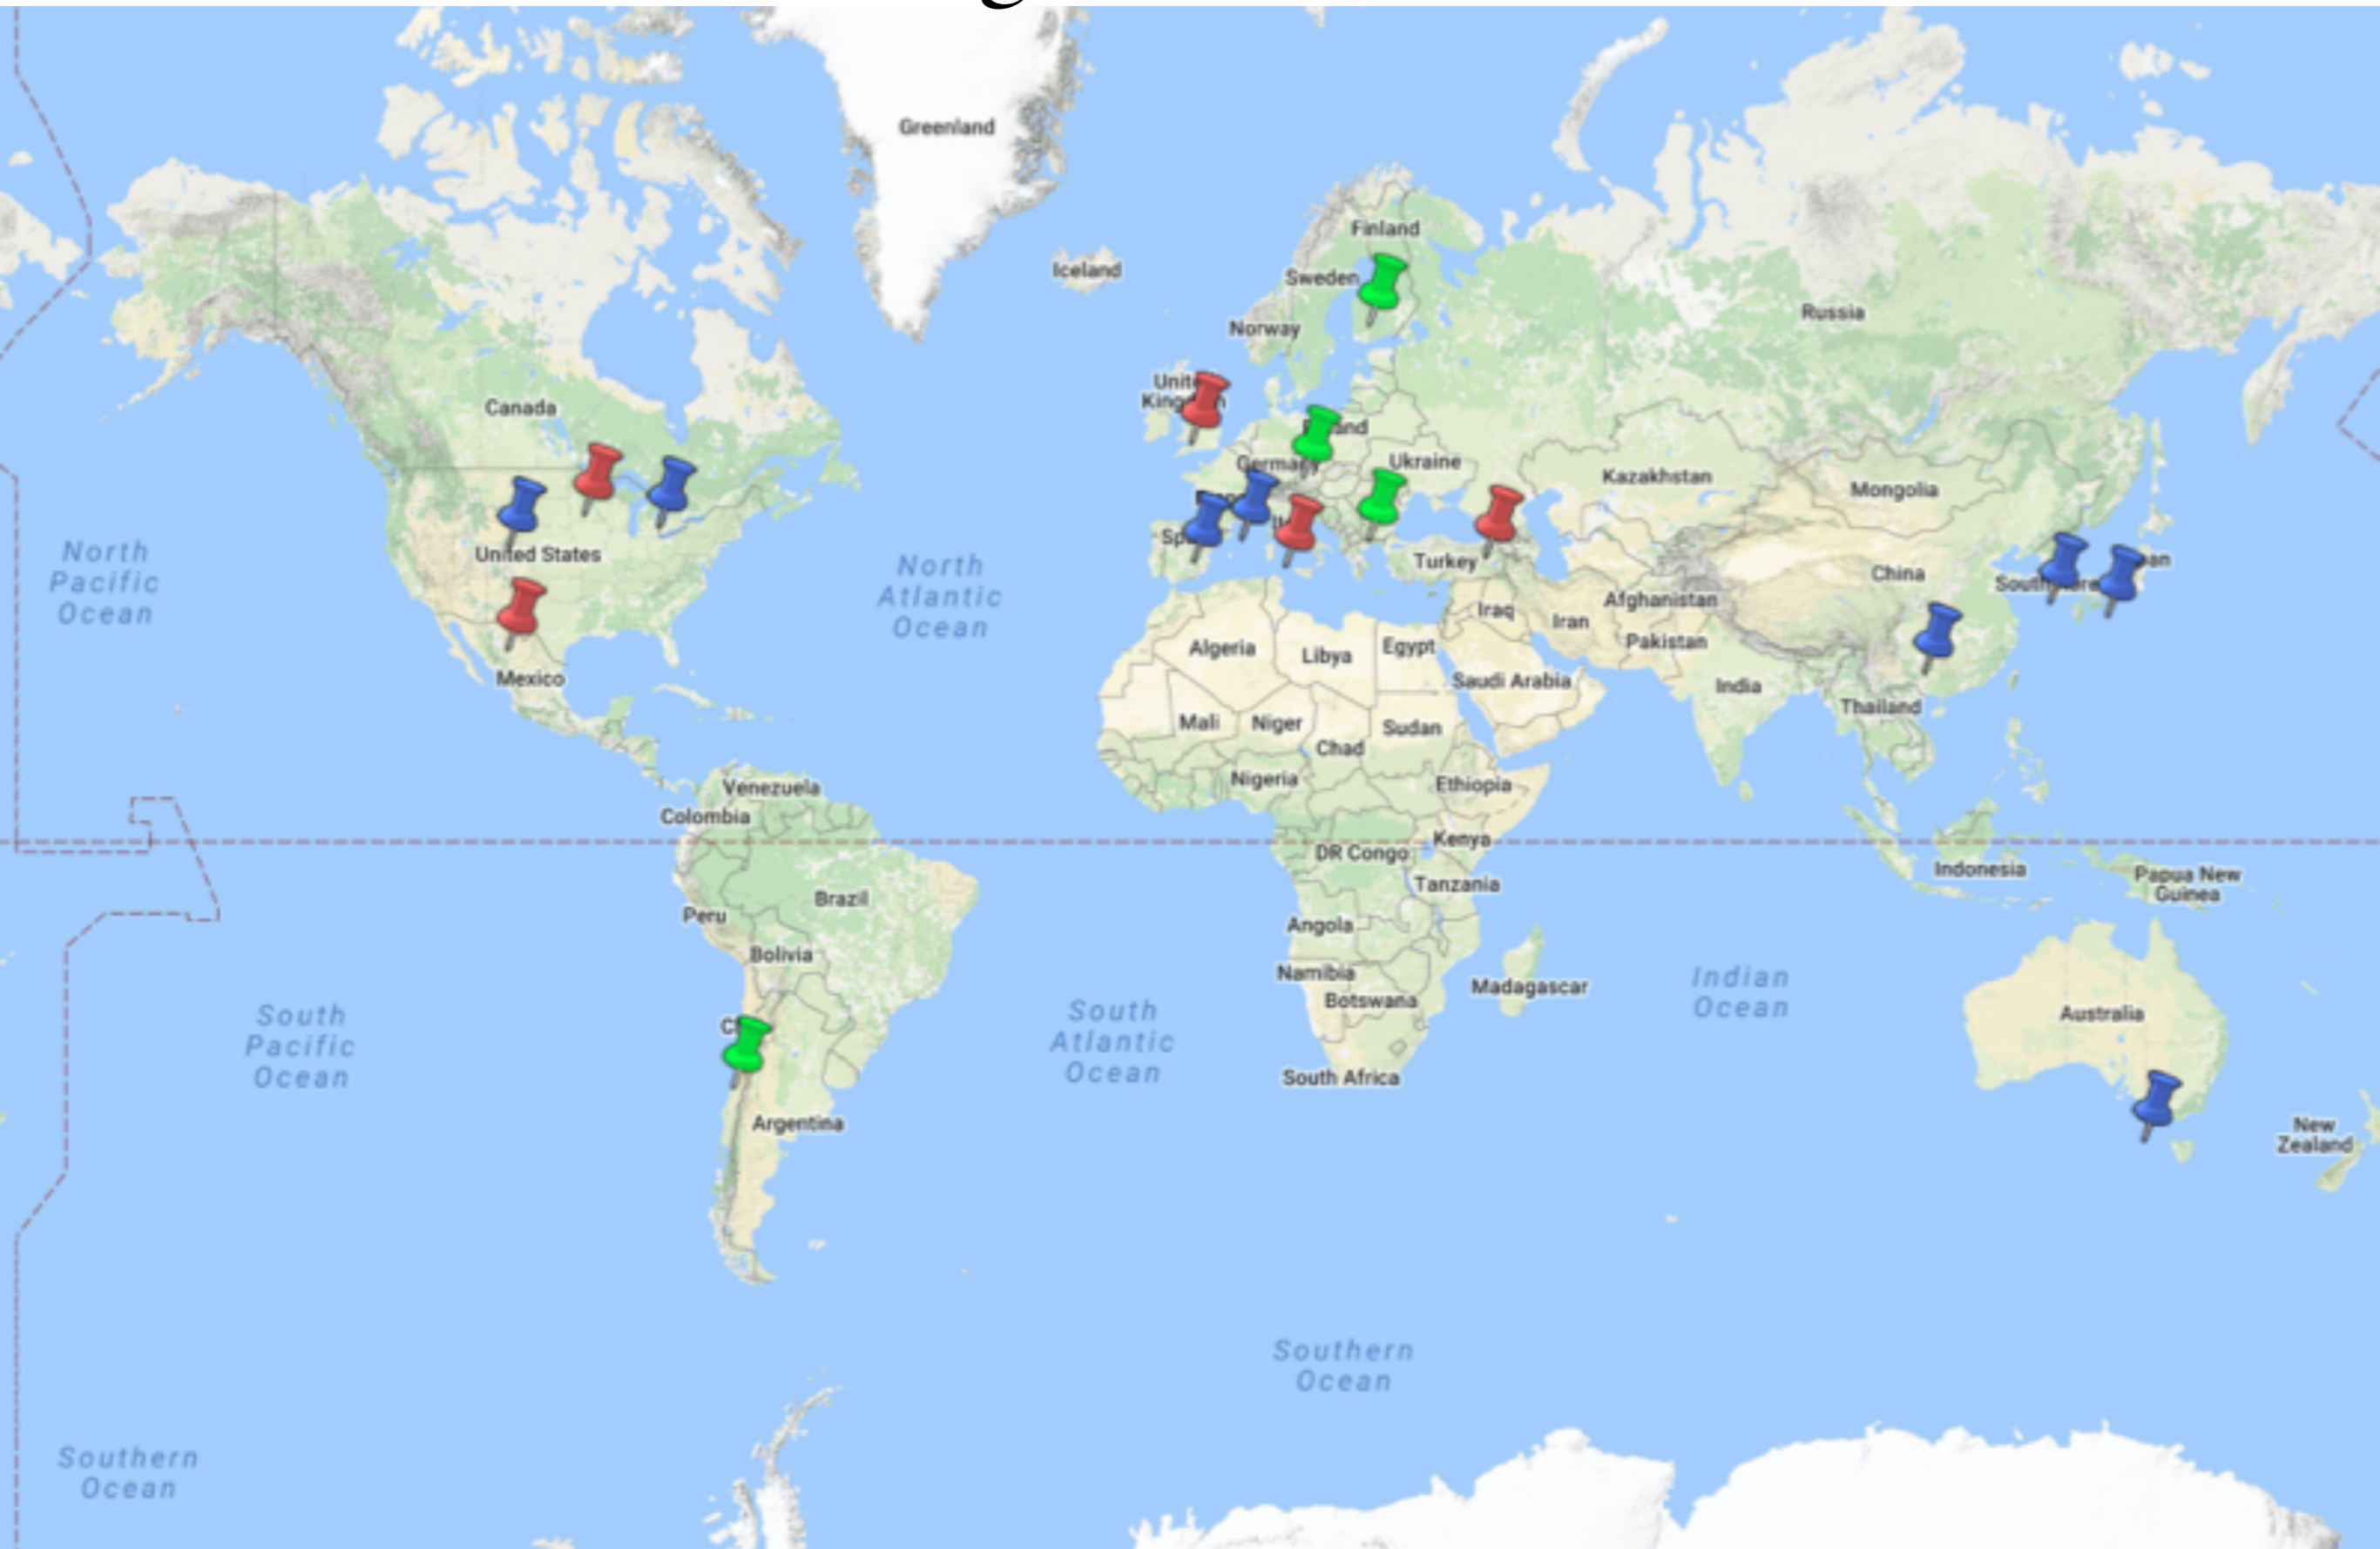 Greenland
Finland
Iceland
Sweden
Norway
Russia
Canada
Ukraine
Germany
Kazakhstan
Mongolia
United States
North
Pacific
Ocean
North
Atlantic
Ocean
Turkey
China
Iraq
Iran
Afghanistan
Pakistan
Algeria
Libya
Egypt
Saudi Arabia
India
Thailand
Mexico
Mali
Niger
Chad
Sudan
Nigeria
Ethiopia
Venezuela
Colombia
Kenya
DR Congo
Tanzania
Indonesia
Papua New
Guinea
Brazil
Peru
Angola
Bolivia
Namibia
Botswana
Madagascar
Indian
Ocean
Australia
South
Pacific
Ocean
South
Atlantic
Ocean
South Africa
Argentina
New
Zealand
Southern
Ocean
Southern
Ocean